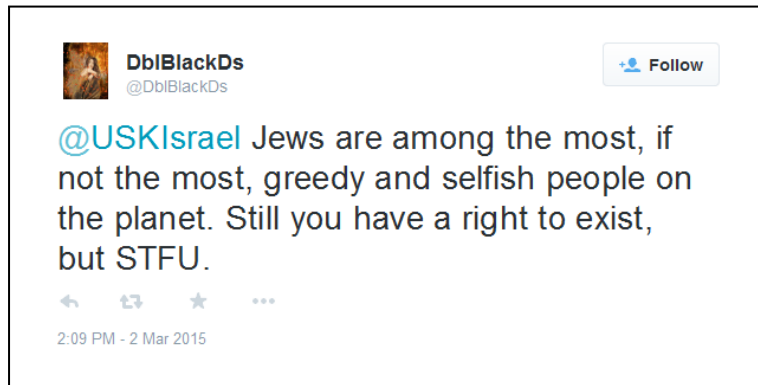 DblBlackDs
@DblBlackDs
Follow
@USKIsrael Jews are among the most, if
not the most, greedy and selfish people on
the planet. Still you have a right to exist,
but STFU.
2:09 PM - 2 Mar 2015